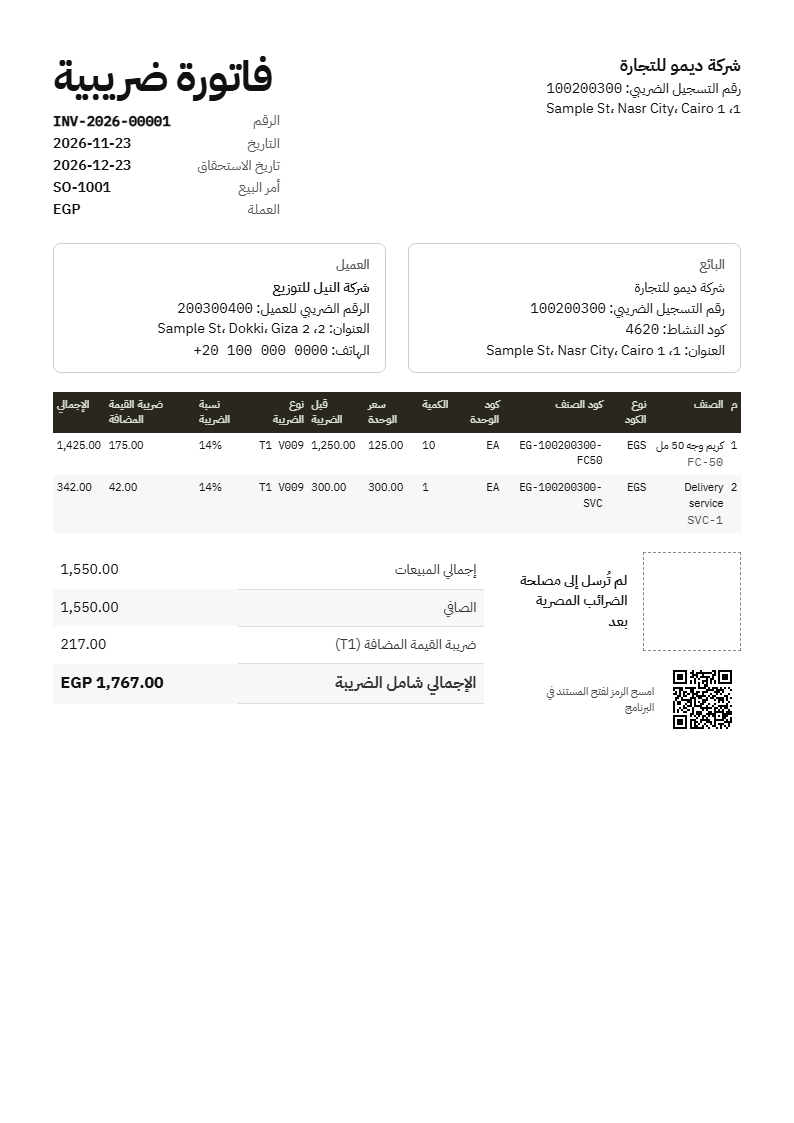 شركة ديمو للتجارة
رقم التسجيل الضريبي: 100200300
1، Sample St، Nasr City، Cairo 1
فاتورة ضريبية
الرقم INV-2026-00001
التاريخ 2026-11-23
تاريخ الاستحقاق 2026-12-23
أمر البيع SO-1001
العملة EGP
البائع
شركة ديمو للتجارة
رقم التسجيل الضريبي: 100200300
كود النشاط: 4620
العنوان: 1، Sample St، Nasr City، Cairo 1
العميل
شركة النيل للتوزيع
الرقم الضريبي للعميل: 200300400
العنوان: 2، Sample St، Dokki، Giza 2
الهاتف: +20 100 000 0000
م الصنف نوع الكود كود الصنف كود الوحدة الكمية سعر الوحدة قبل الضريبة نوع الضريبة نسبة الضريبة ضريبة القيمة المضافة الإجمالي
1 كريم وجه 50 مل EGS EG-100200300- EA 10 125.00 1,250.00 T1 V009 14% 175.00 1,425.00
FC-50 FC50
2 Delivery EGS EG-100200300- EA 1 300.00 300.00 T1 V009 14% 42.00 342.00
service SVC
SVC-1
لم تُرسل إلى مصلحة
الضرائب المصرية
بعد
امسح الرمز لفتح المستند في
البرنامج
إجمالي المبيعات 1,550.00
الصافي 1,550.00
ضريبة القيمة المضافة (T1) 217.00
الإجمالي شامل الضريبة EGP 1,767.00